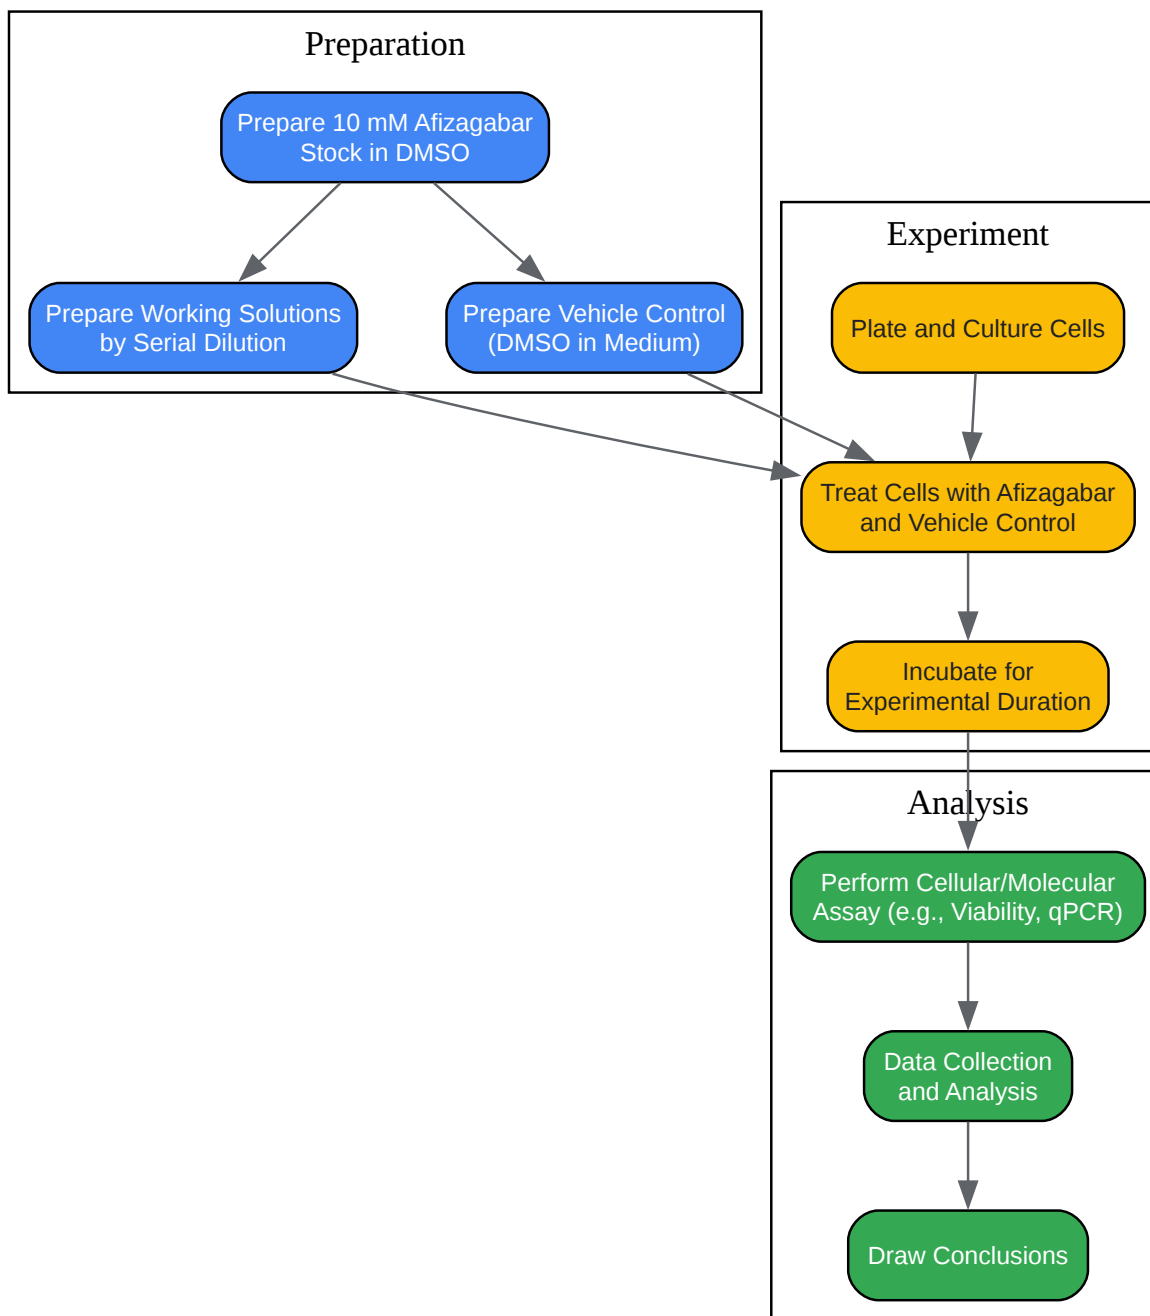 Preparation
Prepare 10 mM Afizagabar
Stock in DMSO
Prepare Working Solutions
by Serial Dilution
Prepare Vehicle Control
(DMSO in Medium)
Experiment
Plate and Culture Cells
Treat Cells with Afizagabar
and Vehicle Control
Incubate for
Experimental Duration
Analysis
Perform Cellular/Molecular
Assay (e.g., Viability, qPCR)
Data Collection
and Analysis
Draw Conclusions